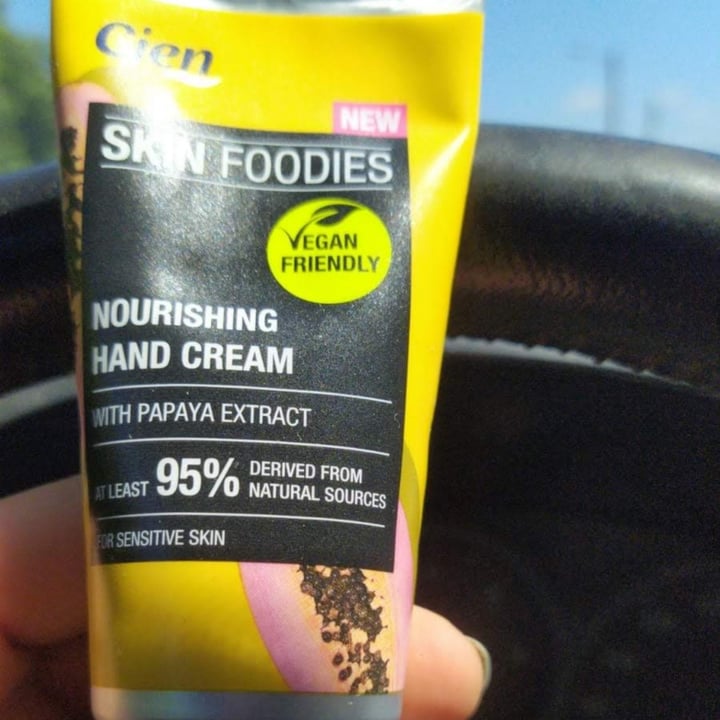 Cien
NEW
SKIN FOODIES
VEGAN
FRIENDLY
NOURISHING
HAND CREAM
WITH PAPAYA EXTRACT
AT LEAST 95% DERIVED FROM
NATURAL SOURCES
FOR SENSITIVE SKIN